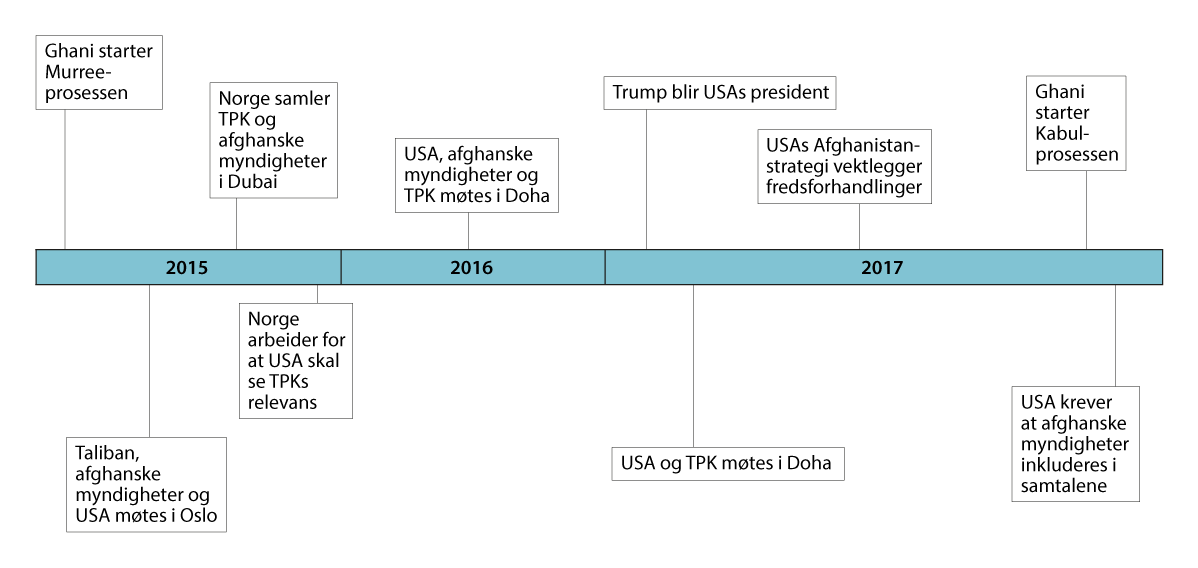 Ghani starter
Murree-
prosessen
Norge samler
TPK og
afghanske
myndigheter
i Dubai
USA, afghanske
myndigheter og
TPK møtes i Doha
Trump blir USAs president
USAs Afghanistan-
strategi vektlegger
fredsforhandlinger
Ghani
starter
Kabul-
prosessen
2015
2016
2017
Taliban,
afghanske
myndigheter og
USA møtes i Oslo
Norge
arbeider for
at USA skal
se TPKs
relevans
USA og TPK møtes i Doha
USA krever
at afghanske
myndigheter
inkluderes i
samtalene